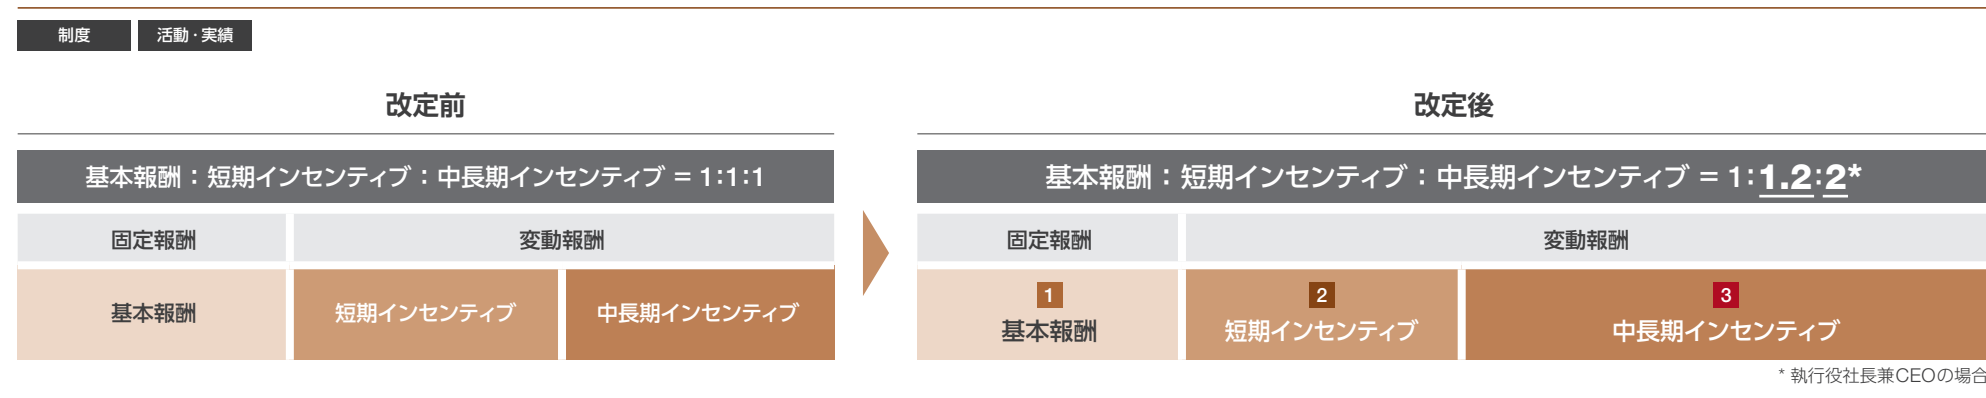 制度
活動・実績
改定前
基本報酬：短期インセンティブ：中長期インセンティブ = 1:1:1
固定報酬
変動報酬
基本報酬
短期インセンティブ
中長期インセンティブ
改定後
基本報酬：短期インセンティブ：中長期インセンティブ = 1:1.2:2*
固定報酬
変動報酬
1
基本報酬
2
短期インセンティブ
3
中長期インセンティブ
* 執行役社長兼CEOの場合